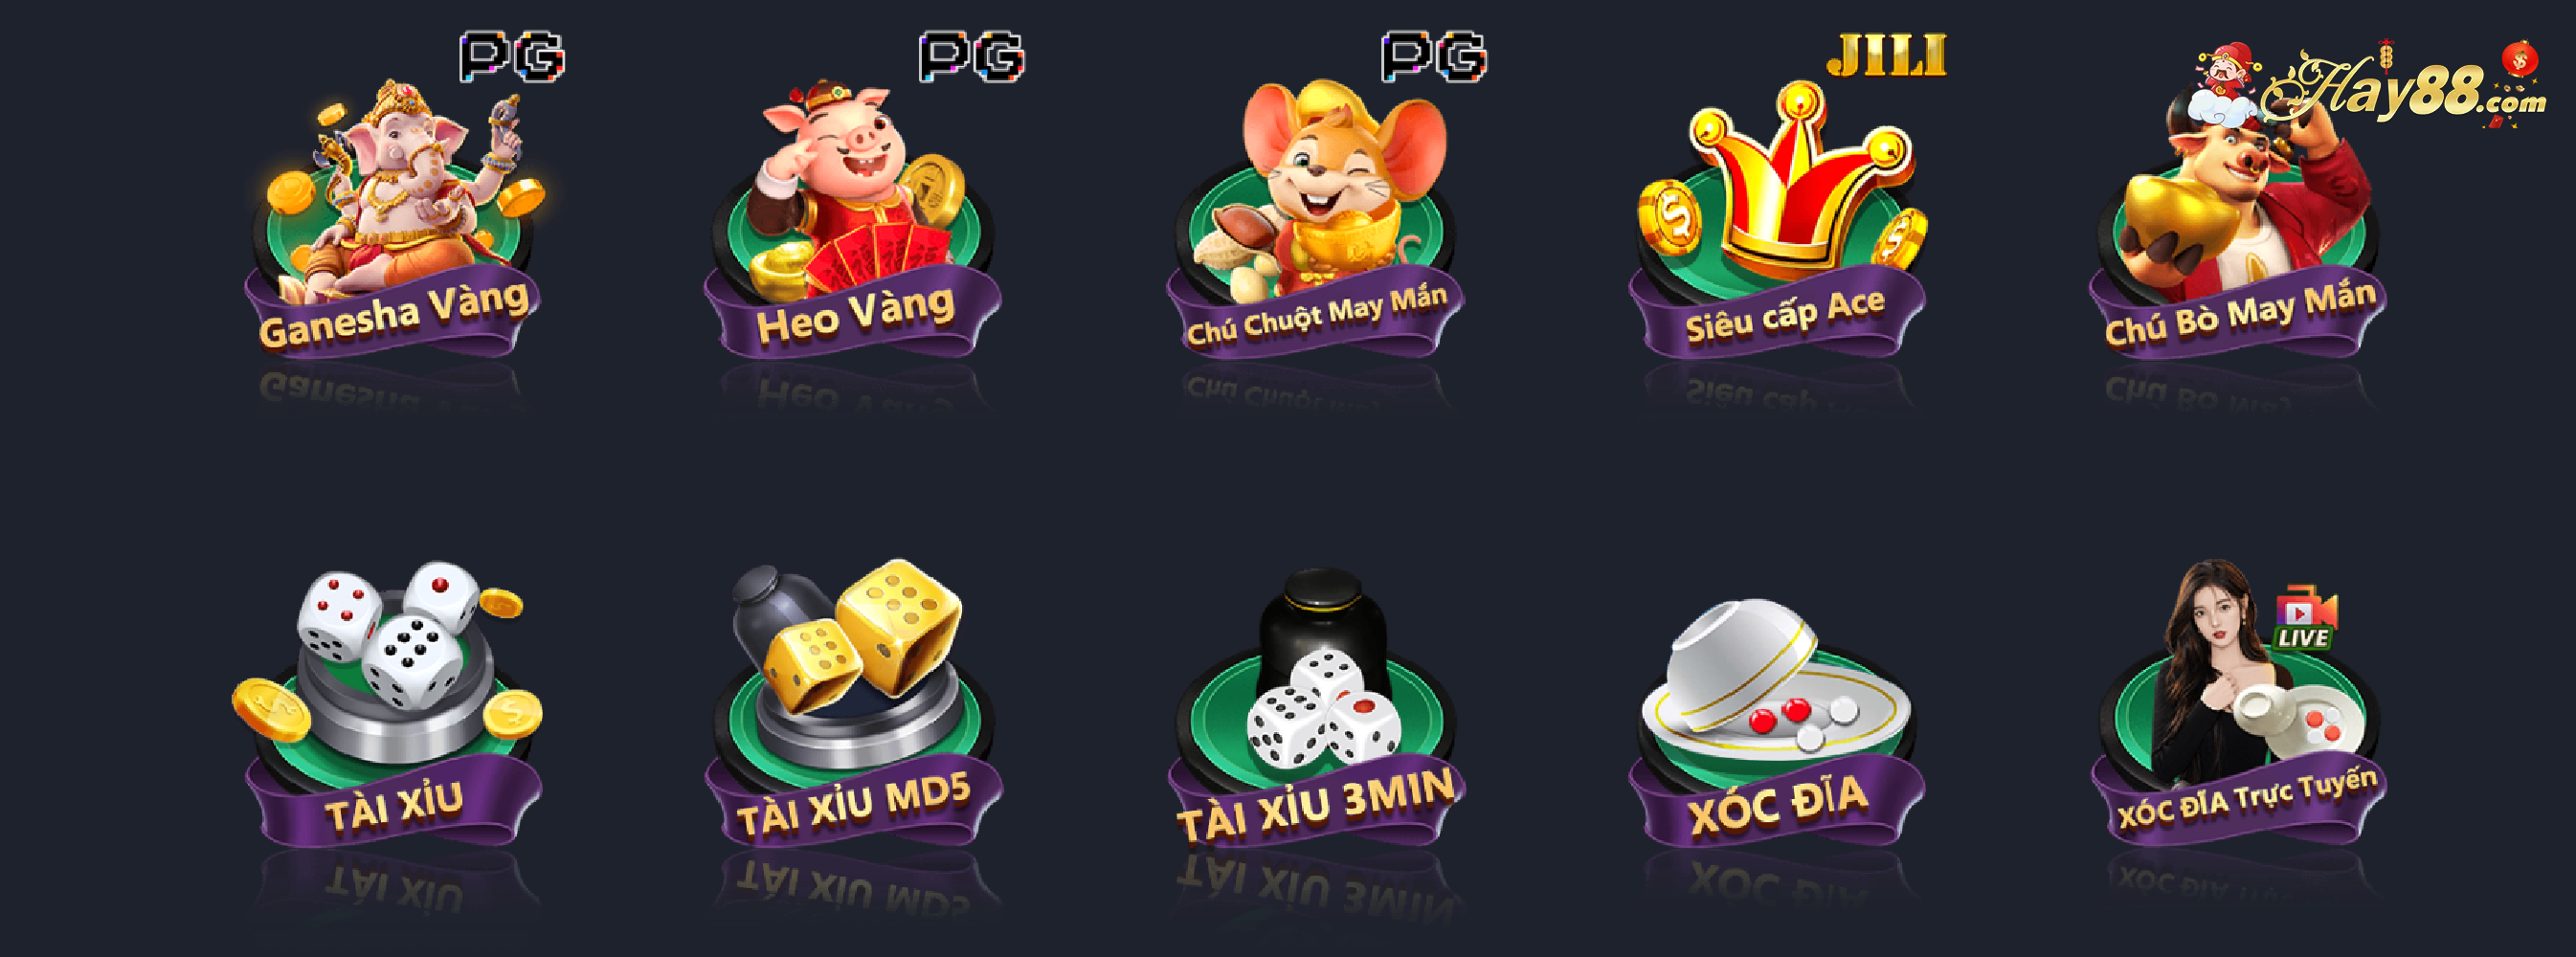 PG
PG
PG
JILI
Hay88.com
Ganesha Vàng
Heo Vàng
Chú Chuột May Mắn
Siêu cấp Ace
Chú Bò May Mắn
LIVE
TÀI XỈU
TÀI XỈU MD5
TÀI XỈU 3MIN
XÓC ĐĨA
XÓC ĐĨA Trực Tuyến